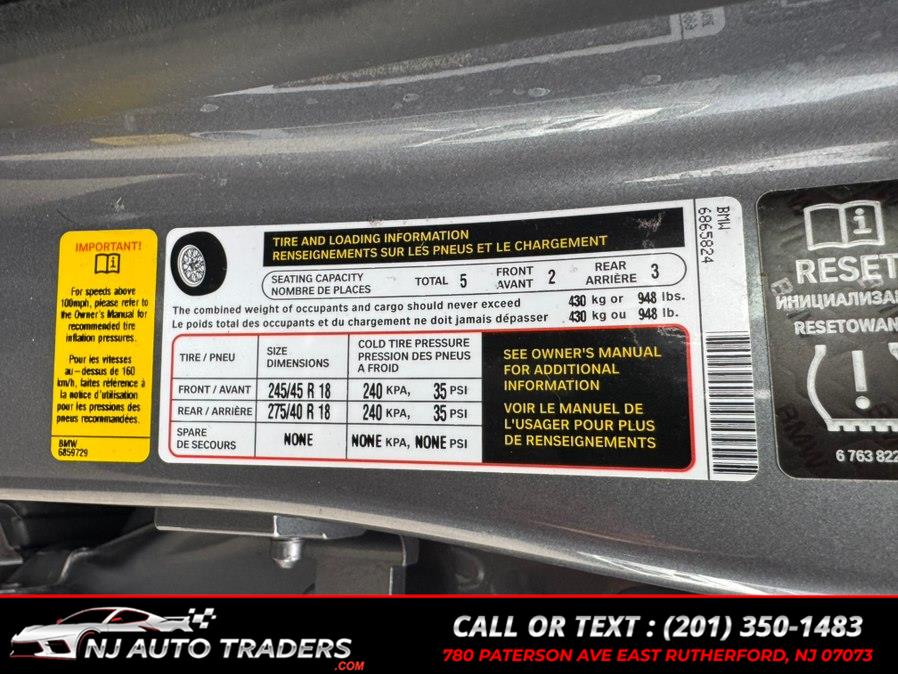 IMPORTANT!
For speeds above
100mph, please refer to
the Owner's Manual for
recommended tire
inflation pressures.
Pour les vitesses
au-dessus de 160
km/h, faites référence à
la notice d'utilisation
pour les pressions des
pneus recommandées.
BMW
6859729
TIRE AND LOADING INFORMATION
RENSEIGNEMENTS SUR LES PNEUS ET LE CHARGEMENT
SEATING CAPACITY
NOMBRE DE PLACES
TOTAL 5
FRONT
AVANT 2
REAR
ARRIÈRE 3
The combined weight of occupants and cargo should never exceed 430 kg or 948 lbs.
Le poids total des occupants et du chargement ne doit jamais dépasser 430 kg ou 948 lb.
TIRE / PNEU
SIZE
DIMENSIONS
COLD TIRE PRESSURE
PRESSION DES PNEUS
A FROID
FRONT / AVANT 245/45 R 18 240 KPA, 35 PSI
REAR / ARRIÈRE 275/40 R 18 240 KPA, 35 PSI
SPARE
DE SECOURS
NONE NONE KPA, NONE PSI
SEE OWNER'S MANUAL
FOR ADDITIONAL
INFORMATION
VOIR LE MANUEL DE
L'USAGER POUR PLUS
DE RENSEIGNEMENTS
BMW
6865824
RESET
ИНИЦИАЛИЗА
RESETOWAN
6 763 822
NJ AUTO TRADERS
.COM
CALL OR TEXT : (201) 350-1483
780 PATERSON AVE EAST RUTHERFORD, NJ 07073